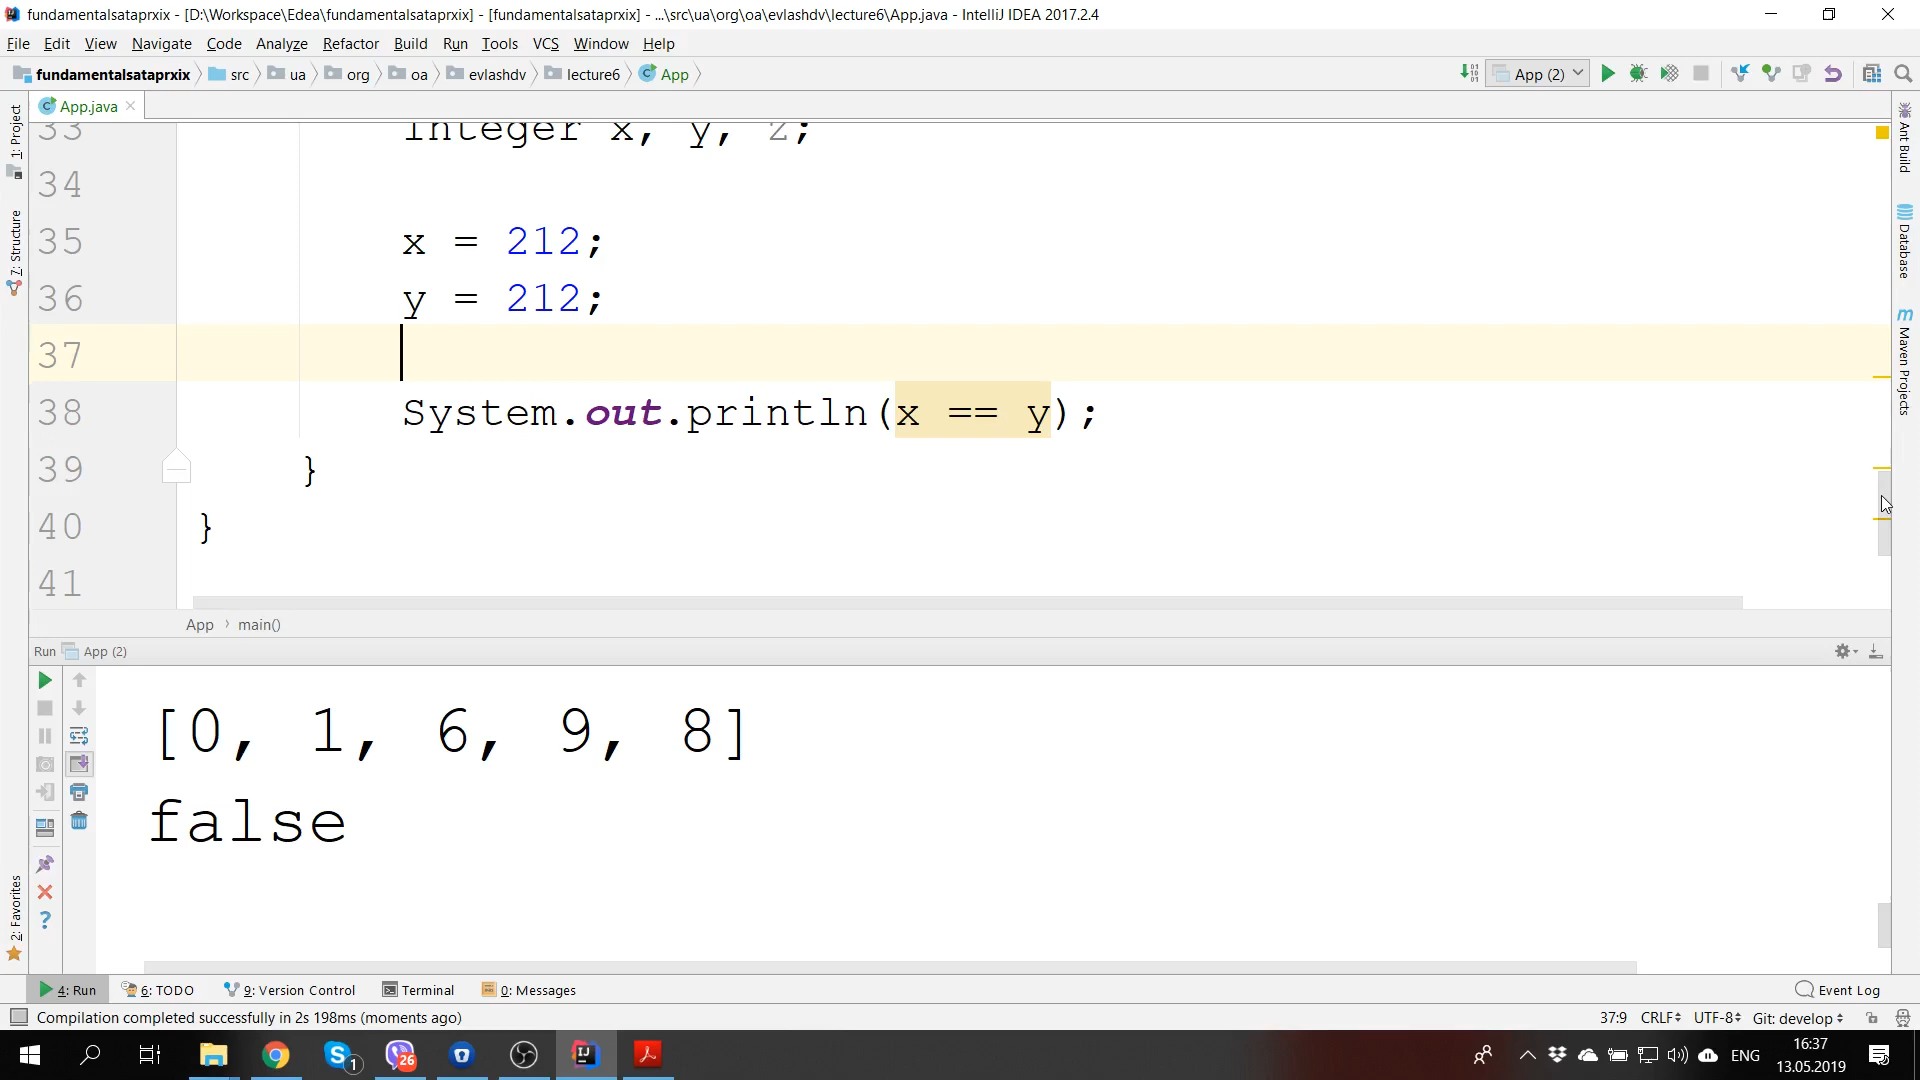 fundamentalsataprxix - [D:\Workspace\Edea\fundamentalsataprxix] - [fundamentalsataprxix] - ...\src\ua\org\oa\evlashdv\lecture6\App.java - IntelliJ IDEA 2017.2.4
File Edit View Navigate Code Analyze Refactor Build Run Tools VCS Window Help
fundamentalsataprxix src ua org oa evlashdv lecture6 App
App (2)
App.java
1: Project
7: Structure
2: Favorites
Ant Build
Database
Maven Projects
33 Integer x, y, z;
34
35 x = 212;
36 y = 212;
37
38 System.out.println(x == y);
39 }
40 }
41
App › main()
Run App (2)
[0, 1, 6, 9, 8]
false
4: Run 6: TODO 9: Version Control Terminal 0: Messages Event Log
Compilation completed successfully in 2s 198ms (moments ago) 37:9 CRLF UTF-8 Git: develop
1 26 ENG 16:37
13.05.2019